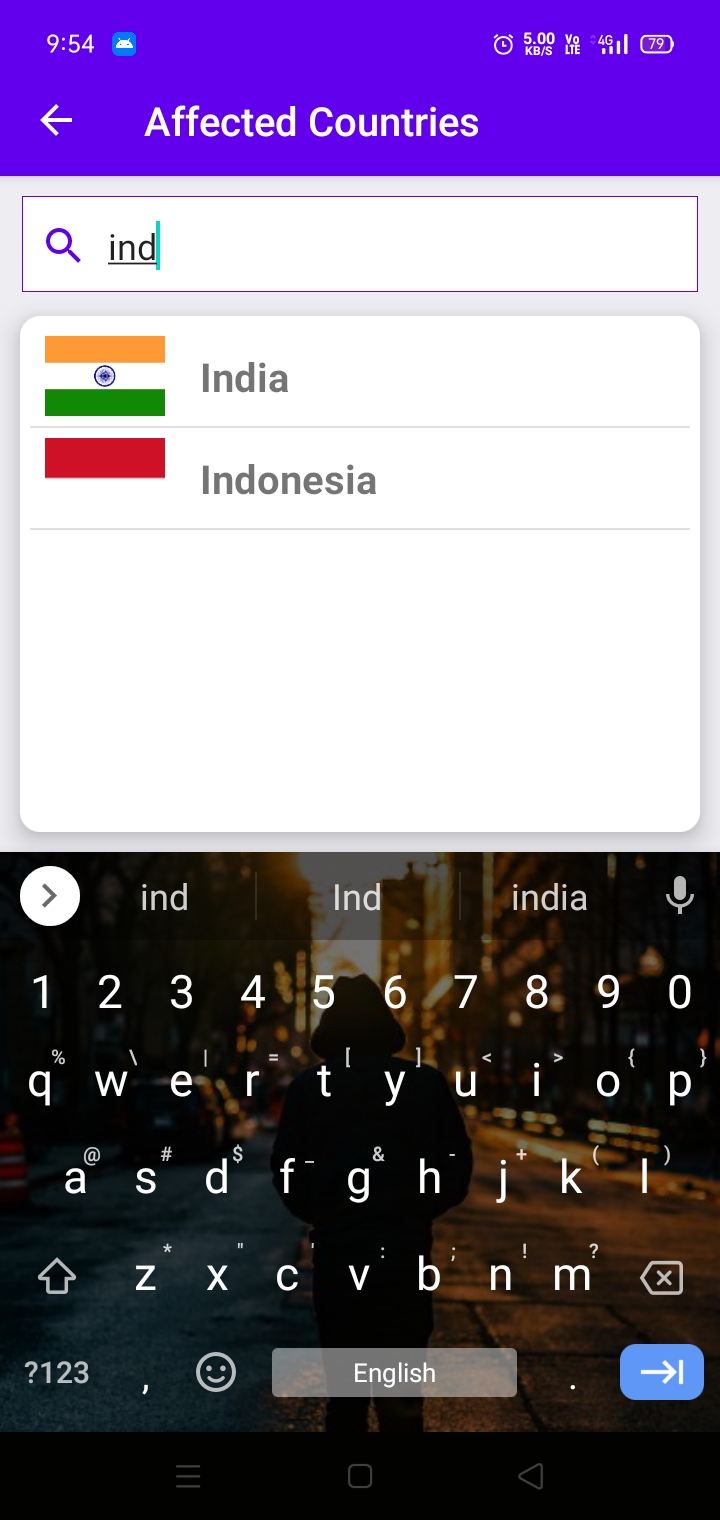 9:54 5.00 KB/S Vo LTE 4G 79
Affected Countries
ind
India
Indonesia
ind Ind india
1 2 3 4 5 6 7 8 9 0
% \ | = [ ] < > { }
q w e r t y u i o p
@ # $ _ & - + ( )
a s d f g h j k l
* " ' : ; ! ?
z x c v b n m
?123 , English .